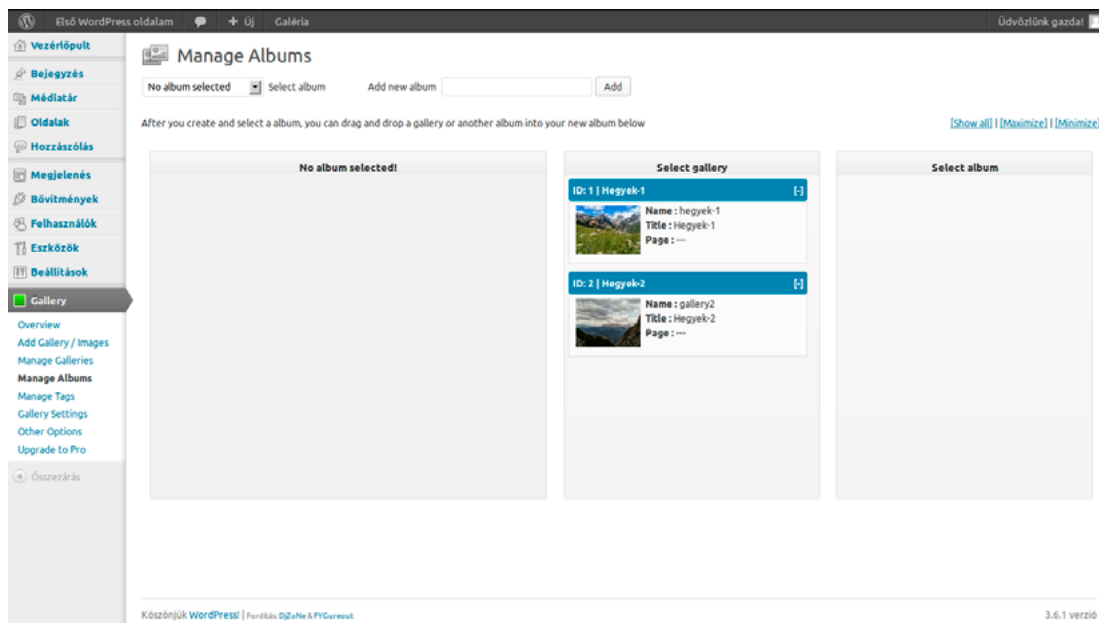 Első WordPress oldalam + Új Galéria Üdvözlünk gazda!
Vezérlőpult
Bejegyzés
Médiatár
Oldalak
Hozzászólás
Megjelenés
Bővítmények
Felhasználók
Eszközök
Beállítások
Gallery
Overview
Add Gallery / Images
Manage Galleries
Manage Albums
Manage Tags
Gallery Settings
Other Options
Upgrade to Pro
Összezárás
Manage Albums
No album selected Select album Add new album Add
After you create and select a album, you can drag and drop a gallery or another album into your new album below
[Show all] | [Maximize] | [Minimize]
No album selected!
Select gallery
ID: 1 | Hegyek-1 [-]
Name : hegyek-1
Title : Hegyek-1
Page : ---
ID: 2 | Hegyek-2 [-]
Name : gallery2
Title : Hegyek-2
Page : ---
Select album
Köszönjük WordPress! | Fordítás: DjZoNe & FYGureout
3.6.1 verzió